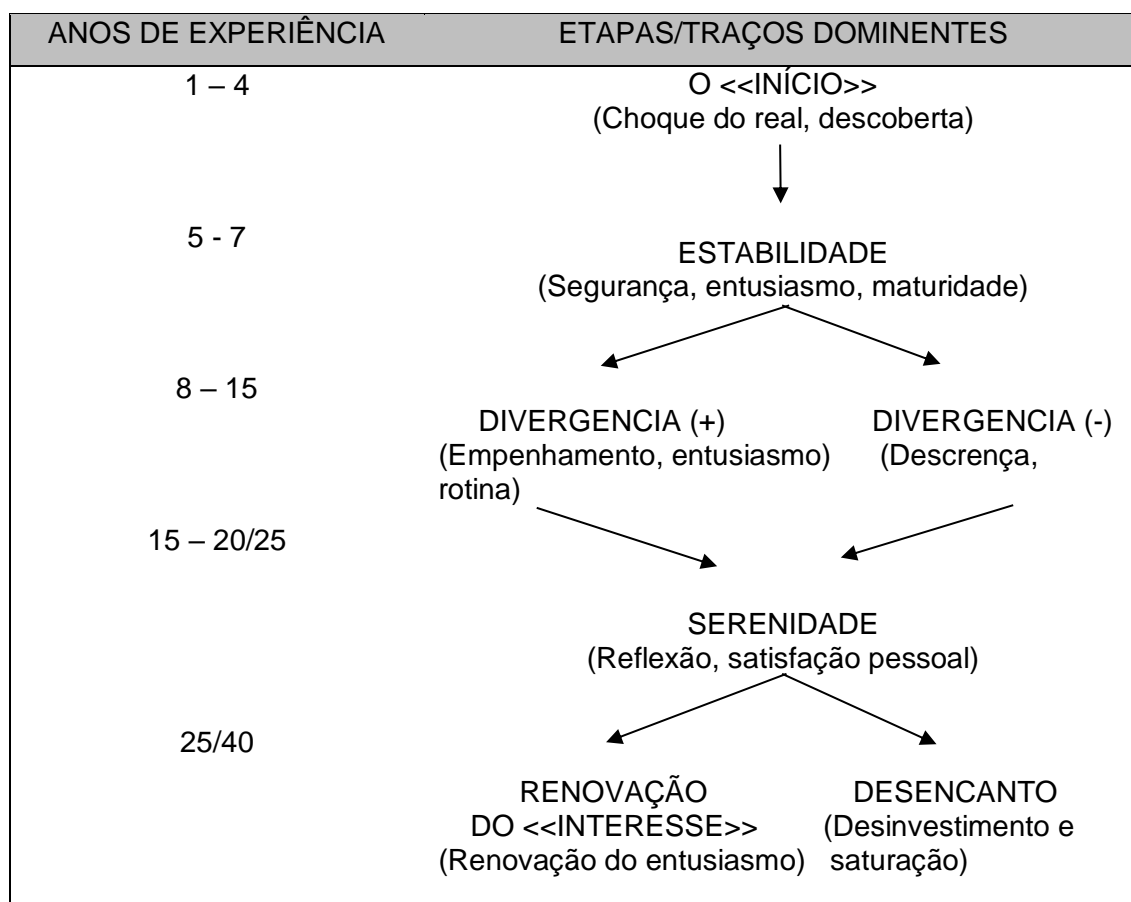 ANOS DE EXPERIÊNCIA ETAPAS/TRAÇOS DOMINENTES
1 – 4 O <<INÍCIO>>
(Choque do real, descoberta)
5 - 7
ESTABILIDADE
(Segurança, entusiasmo, maturidade)
8 – 15
DIVERGENCIA (+) DIVERGENCIA (-)
(Empenhamento, entusiasmo) (Descrença,
rotina)
15 – 20/25
SERENIDADE
(Reflexão, satisfação pessoal)
25/40
RENOVAÇÃO DESENCANTO
DO <<INTERESSE>> (Desinvestimento e
(Renovação do entusiasmo) saturação)